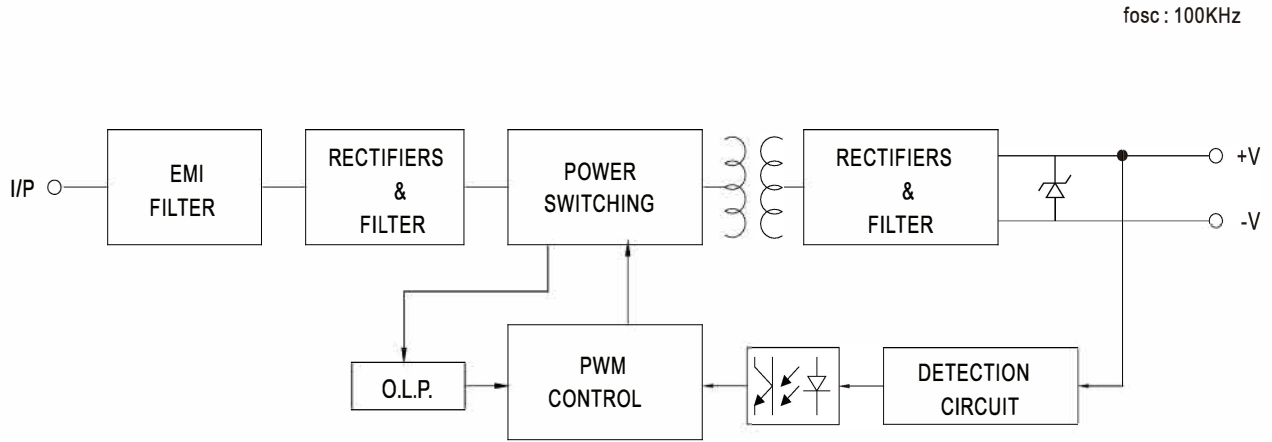 fosc : 100KHz
I/P
EMI
FILTER
RECTIFIERS
&
FILTER
POWER
SWITCHING
RECTIFIERS
&
FILTER
+V
-V
O.L.P.
PWM
CONTROL
DETECTION
CIRCUIT